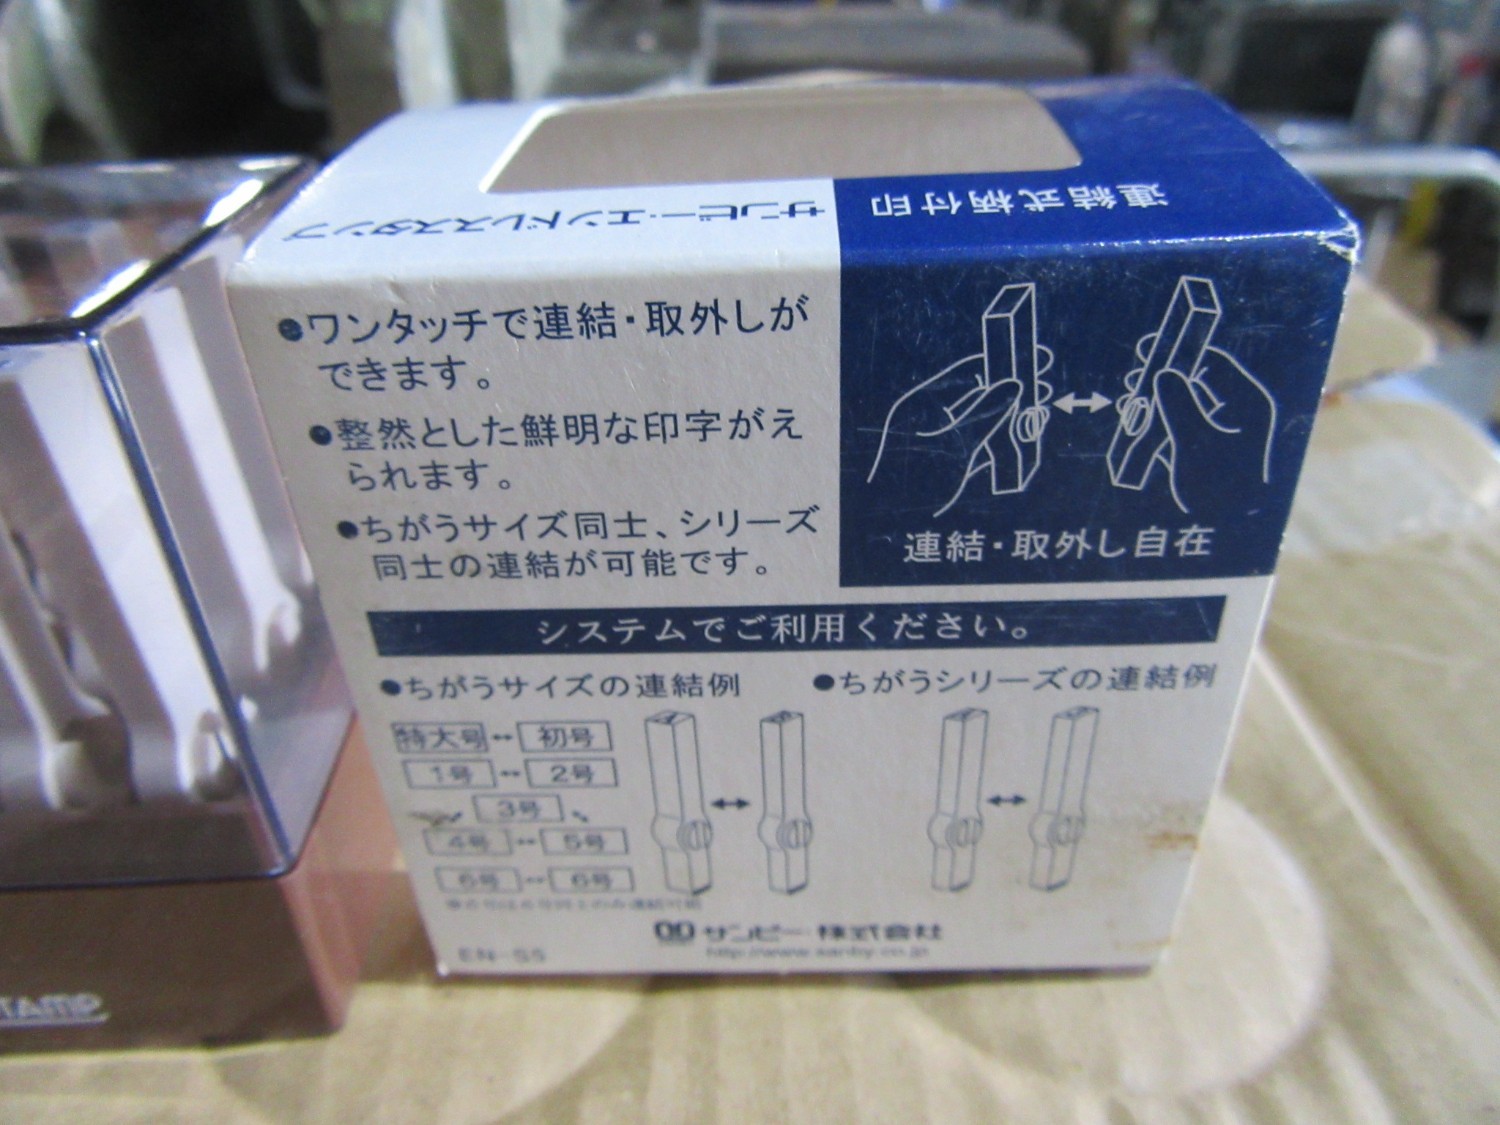 サンビー・エンドレススタンプ
連結式柄付印
●ワンタッチで連結・取外しが
できます。
●整然とした鮮明な印字がえ
られます。
●ちがうサイズ同士、シリーズ
同士の連結が可能です。
連結・取外し自在
システムでご利用ください。
●ちがうサイズの連結例
特大号↔初号
1号↔2号
3号
4号↔5号
6号↔6号
●ちがうシリーズの連結例
サンビー株式会社
http://www.sanby.co.jp
EN-S5
TAMP